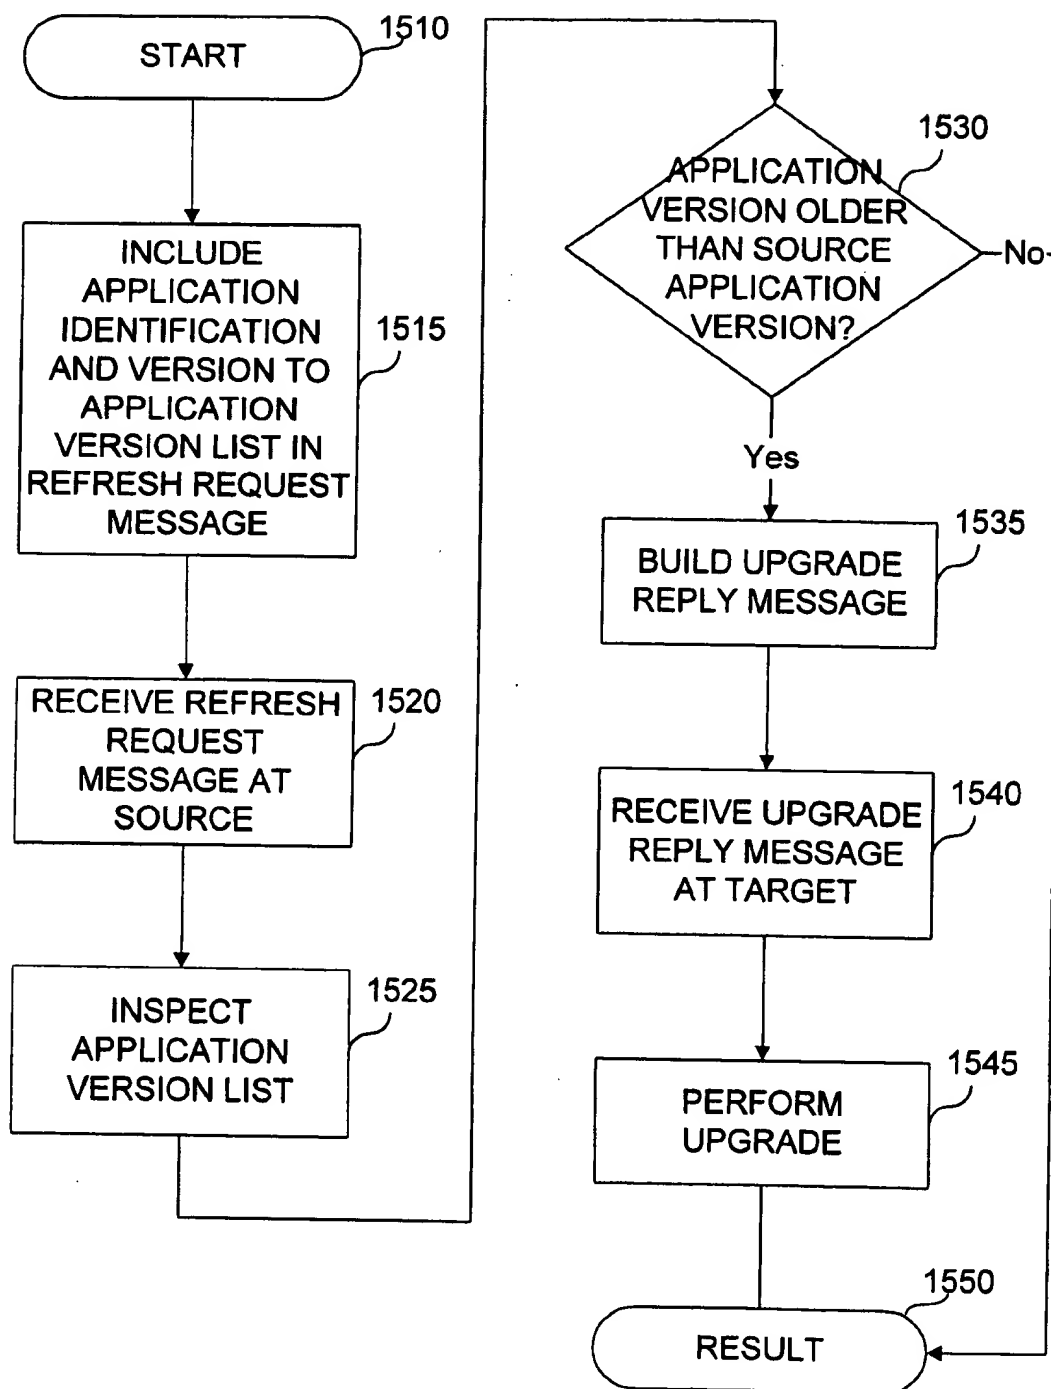 START
1510
INCLUDE
APPLICATION
IDENTIFICATION
AND VERSION TO
APPLICATION
VERSION LIST IN
REFRESH REQUEST
MESSAGE
1515
RECEIVE REFRESH
REQUEST
MESSAGE AT
SOURCE
1520
INSPECT
APPLICATION
VERSION LIST
1525
APPLICATION
VERSION OLDER
THAN SOURCE
APPLICATION
VERSION?
1530
No
Yes
BUILD UPGRADE
REPLY MESSAGE
1535
RECEIVE UPGRADE
REPLY MESSAGE
AT TARGET
1540
PERFORM
UPGRADE
1545
RESULT
1550